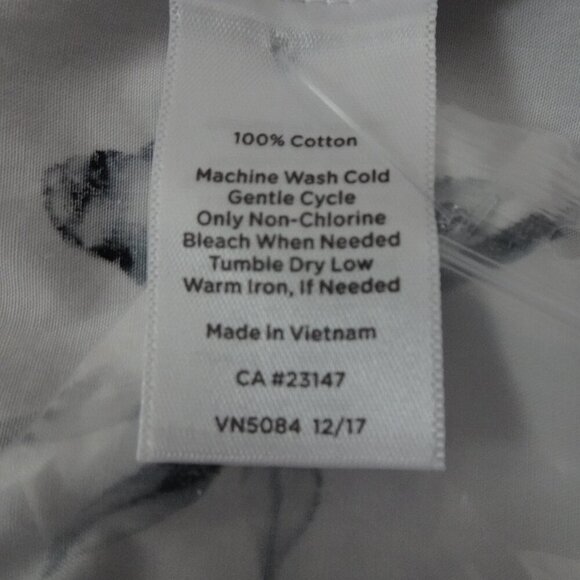 100% Cotton
Machine Wash Cold
Gentle Cycle
Only Non-Chlorine
Bleach When Needed
Tumble Dry Low
Warm Iron, If Needed
Made In Vietnam
CA #23147
VN5084 12/17